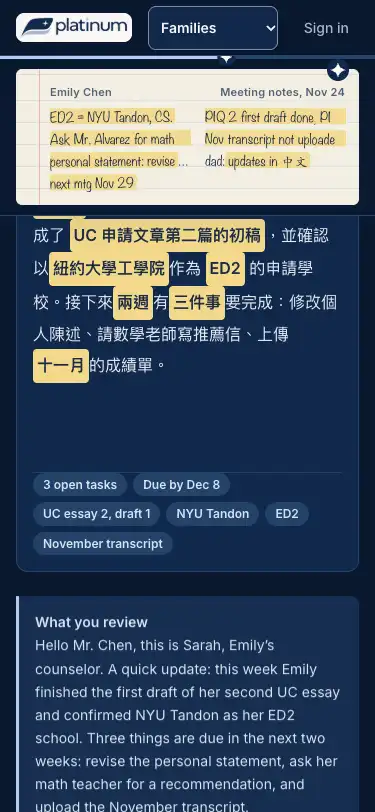 platinum
Families
Sign in
Emily Chen
Meeting notes, Nov 24
ED2 = NYU Tandon, CS.
Ask Mr. Alvarez for math
personal statement: revise ...
next mtg Nov 29
PIQ 2 first draft done, PI
Nov transcript not uploade
dad: updates in 中文
成了 UC 申請文章第二篇的初稿，並確認
以紐約大學工學院作為 ED2 的申請學
校。接下來兩週有三件事要完成：修改個
人陳述、請數學老師寫推薦信、上傳
十一月的成績單。
3 open tasks
Due by Dec 8
UC essay 2, draft 1
NYU Tandon
ED2
November transcript
What you review
Hello Mr. Chen, this is Sarah, Emily’s
counselor. A quick update: this week Emily
finished the first draft of her second UC essay
and confirmed NYU Tandon as her ED2
school. Three things are due in the next two
weeks: revise the personal statement, ask her
math teacher for a recommendation, and
upload the November transcript.